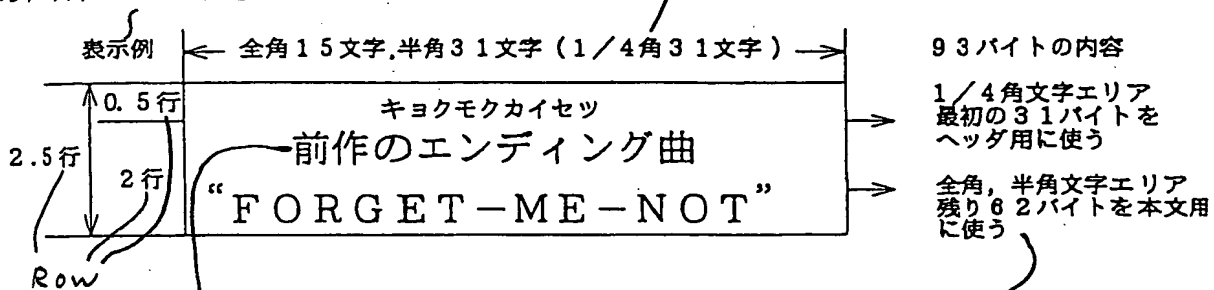 表示例
全角15文字,半角31文字(1/4角31文字)
93バイトの内容
0.5行
2.5行
2行
キョクモクカイセツ
前作のエンディング曲
“FORGET-ME-NOT”
1/4角文字エリア
最初の31バイトを
ヘッダ用に使う
全角,半角文字エリア
残り62バイトを本文用
に使う
Row